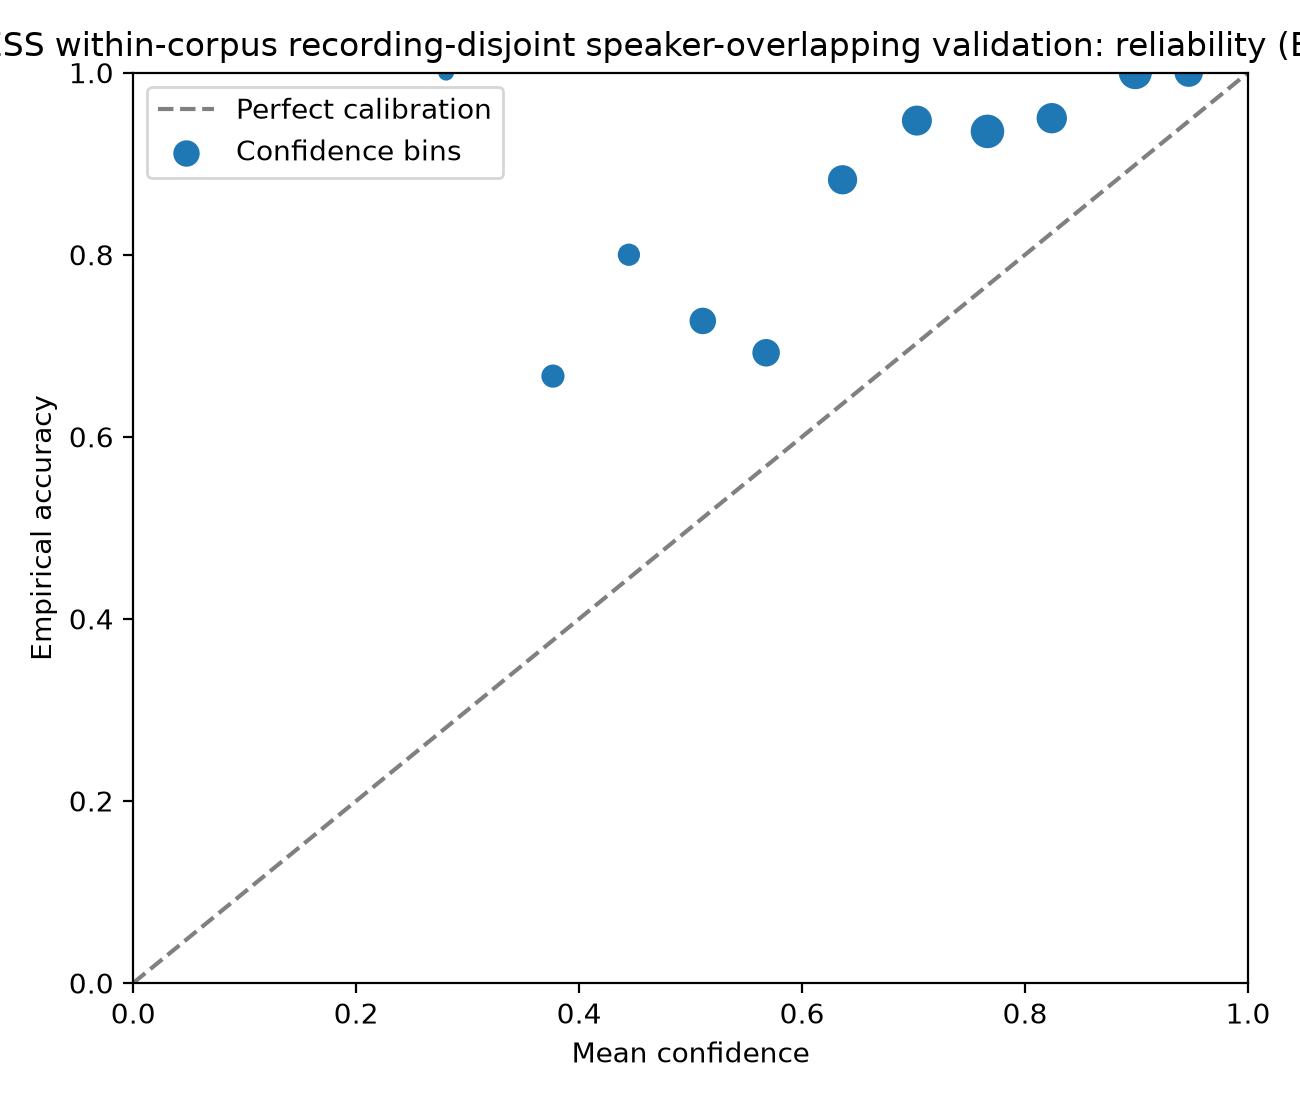 ESS within-corpus recording-disjoint speaker-overlapping validation: reliability (E
1.0
Perfect calibration
Confidence bins
0.8
0.6
0.4
0.2
0.0
Empirical accuracy
0.0 0.2 0.4 0.6 0.8 1.0
Mean confidence